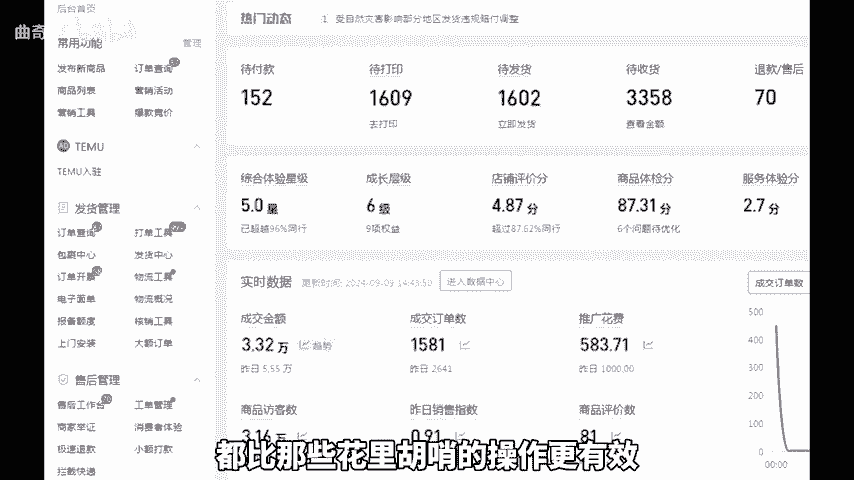 后台首页
曲奇
常用功能 管理
发布新商品 订单查询
商品列表 营销活动
营销工具 爆款竞价
TEMU
TEMU入驻
发货管理
订单查询 打单工具
包裹中心 发货中心
订单开票 物流工具
电子面单 物流概况
报备额度 核销工具
上门安装 大额订单
售后管理
售后工作台 工单管理
商家举证 消费者体验
极速退款 小额打款
拦截快递
热门动态 1 受自然灾害影响部分地区发货违规赔付调整
待付款 待打印 待发货 待收货 退款/售后
152 1609 1602 3358 70
去打印 立即发货 查看金额
综合体验星级 成长层级 店铺评价分 商品体检分 服务体验分
5.0 星 6 级 4.87 分 87.31 分 2.7 分
已超越96%同行 9项权益 超过87.62%同行 6个问题待优化
实时数据 更新时间: 2024-09-09 14:43:50 进入数据中心
成交订单数
成交金额 成交订单数 推广花费
3.32 万 趋势 1581 583.71
昨日 5.55 万 昨日 2641 昨日 1000.00
500
400
300
200
100
0
00:00
商品访客数 昨日销售指数 商品评价数
3.16 0.91 81
都比那些花里胡哨的操作更有效